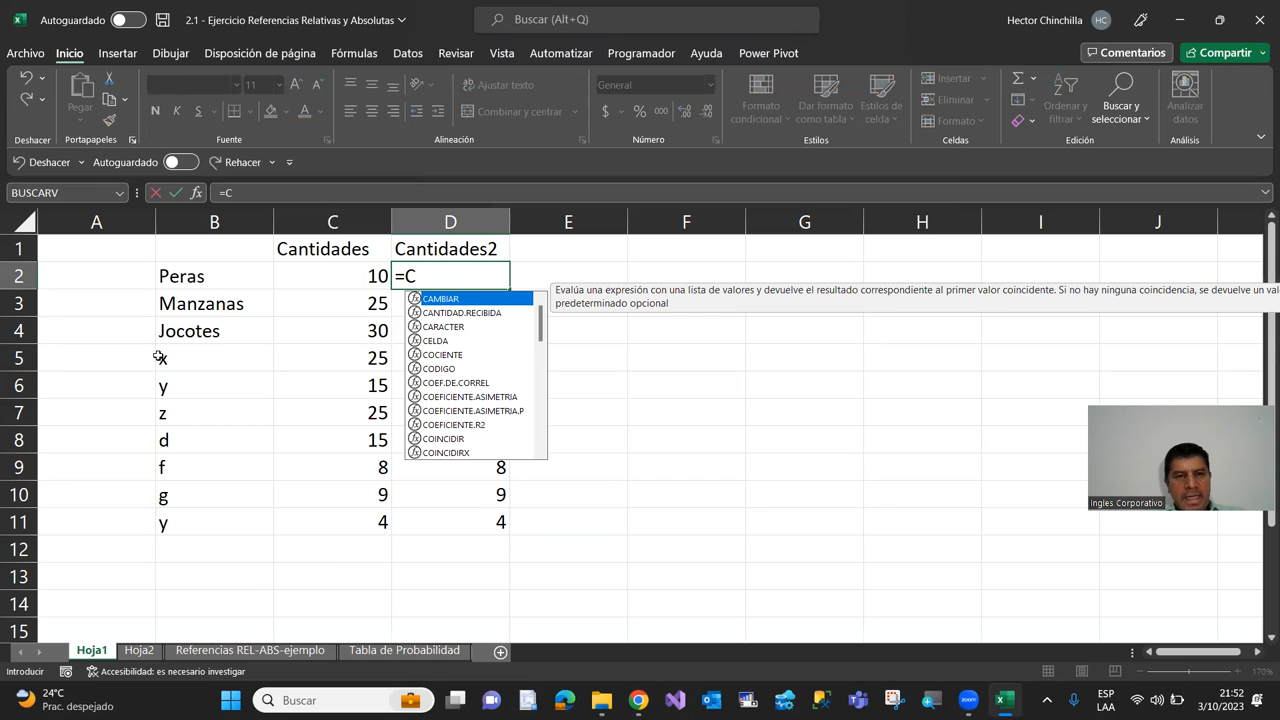 Autoguardado
2.1 - Ejercicio Referencias Relativas y Absolutas
Buscar (Alt+Q)
Hector Chinchilla
HC
Archivo Inicio Insertar Dibujar Disposición de página Fórmulas Datos Revisar Vista Automatizar Programador Ayuda Power Pivot
Comentarios
Compartir
Pegar
11
N K S
Ajustar texto
Combinar y centrar
General
$ % 000
Formato condicional
Dar formato como tabla
Estilos de celda
Insertar
Eliminar
Formato
Ordenar y filtrar
Buscar y seleccionar
Analizar datos
Deshacer Portapapeles Fuente Alineación Número Estilos Celdas Edición Análisis
Deshacer Autoguardado Rehacer
BUSCARV
fx
=C
A B C D E F G H I J
1 Cantidades Cantidades2
2 Peras 10 =C
3 Manzanas 25
4 Jocotes 30
5 x 25
6 y 15
7 z 25
8 d 15
9 f 8 8
10 g 9 9
11 y 4 4
12
13
14
15
CAMBIAR
CANTIDAD.RECIBIDA
CARACTER
CELDA
COCIENTE
CODIGO
COEF.DE.CORREL
COEFICIENTE.ASIMETRIA
COEFICIENTE.ASIMETRIA.P
COEFICIENTE.R2
COINCIDIR
COINCIDIRX
Evalúa una expresión con una lista de valores y devuelve el resultado correspondiente al primer valor coincidente. Si no hay ninguna coincidencia, se devuelve un
predeterminado opcional
Ingles Corporativo
Hoja1 Hoja2 Referencias REL-ABS-ejemplo Tabla de Probabilidad
Introducir
Accesibilidad: es necesario investigar
170%
24°C
Prac. despejado
Buscar
ESP
LAA
21:52
3/10/2023